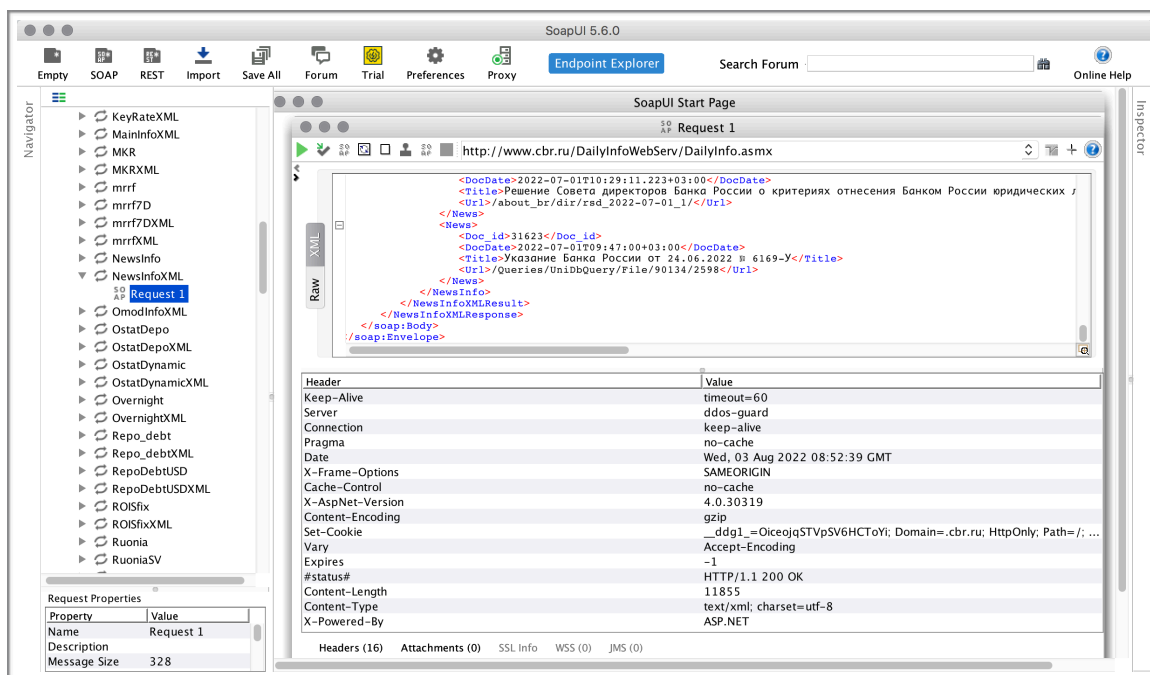 SoapUI 5.6.0
Empty SOAP REST Import Save All Forum Trial Preferences Proxy Endpoint Explorer Search Forum Online Help
Navigator
Inspector
KeyRateXML
MainInfoXML
MKR
MKRXML
mrrf
mrrf7D
mrrf7DXML
mrrfXML
NewsInfo
NewsInfoXML
SO AP Request 1
OmodInfoXML
OstatDepo
OstatDepoXML
OstatDynamic
OstatDynamicXML
Overnight
OvernightXML
Repo_debt
Repo_debtXML
RepoDebtUSD
RepoDebtUSDXML
ROISfix
ROISfixXML
Ruonia
RuoniaSV
Request Properties
Property Value
Name Request 1
Description
Message Size 328
SoapUI Start Page
SO AP Request 1
http://www.cbr.ru/DailyInfoWebServ/DailyInfo.asmx
XML
Raw
<DocDate>2022-07-01T10:29:11.223+03:00</DocDate>
<Title>Решение Совета директоров Банка России о критериях отнесения Банком России юридических л
<Url>/about_br/dir/rsd_2022-07-01_1/</Url>
</News>
<News>
<Doc_id>31623</Doc_id>
<DocDate>2022-07-01T09:47:00+03:00</DocDate>
<Title>Указание Банка России от 24.06.2022 № 6169-У</Title>
<Url>/Queries/UniDbQuery/File/90134/2598</Url>
</News>
</NewsInfo>
</NewsInfoXMLResult>
</NewsInfoXMLResponse>
</soap:Body>
/soap:Envelope>
Header Value
Keep-Alive timeout=60
Server ddos-guard
Connection keep-alive
Pragma no-cache
Date Wed, 03 Aug 2022 08:52:39 GMT
X-Frame-Options SAMEORIGIN
Cache-Control no-cache
X-AspNet-Version 4.0.30319
Content-Encoding gzip
Set-Cookie __ddg1_=OiceojqSTVpSV6HCToYi; Domain=.cbr.ru; HttpOnly; Path=/; ...
Vary Accept-Encoding
Expires -1
#status# HTTP/1.1 200 OK
Content-Length 11855
Content-Type text/xml; charset=utf-8
X-Powered-By ASP.NET
Headers (16) Attachments (0) SSL Info WSS (0) JMS (0)